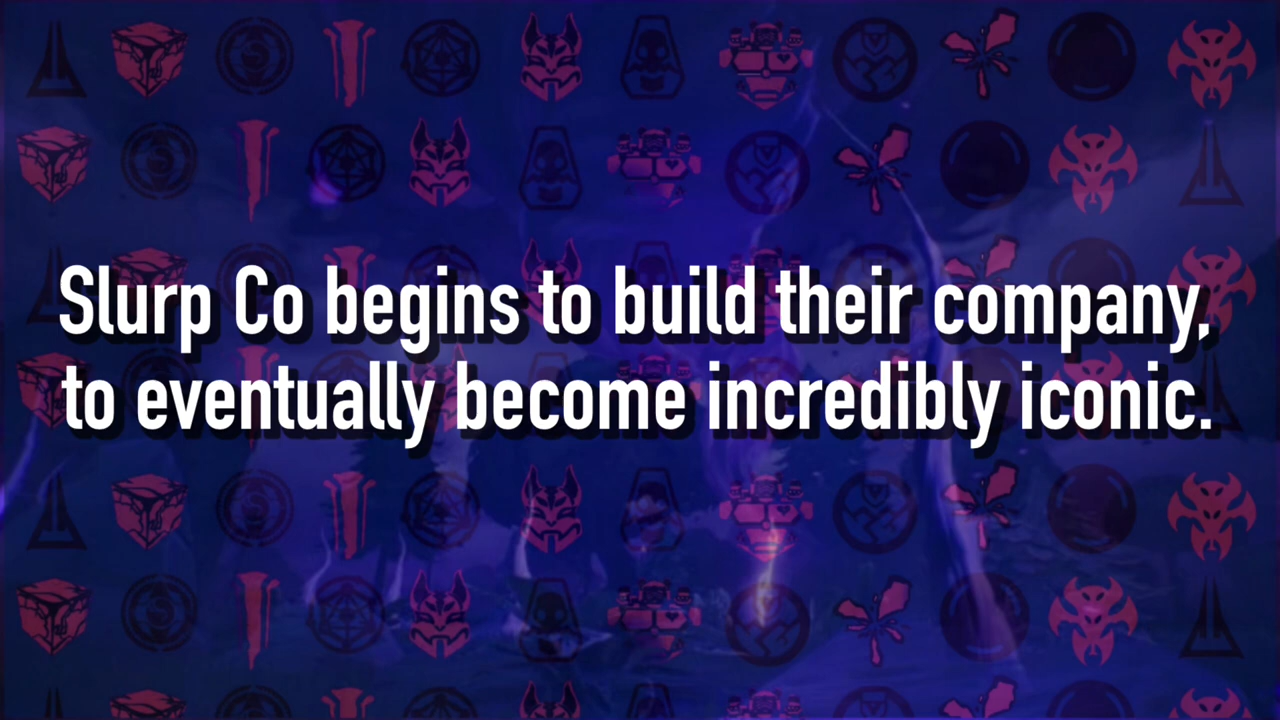 Slurp Co begins to build their company,
to eventually become incredibly iconic.